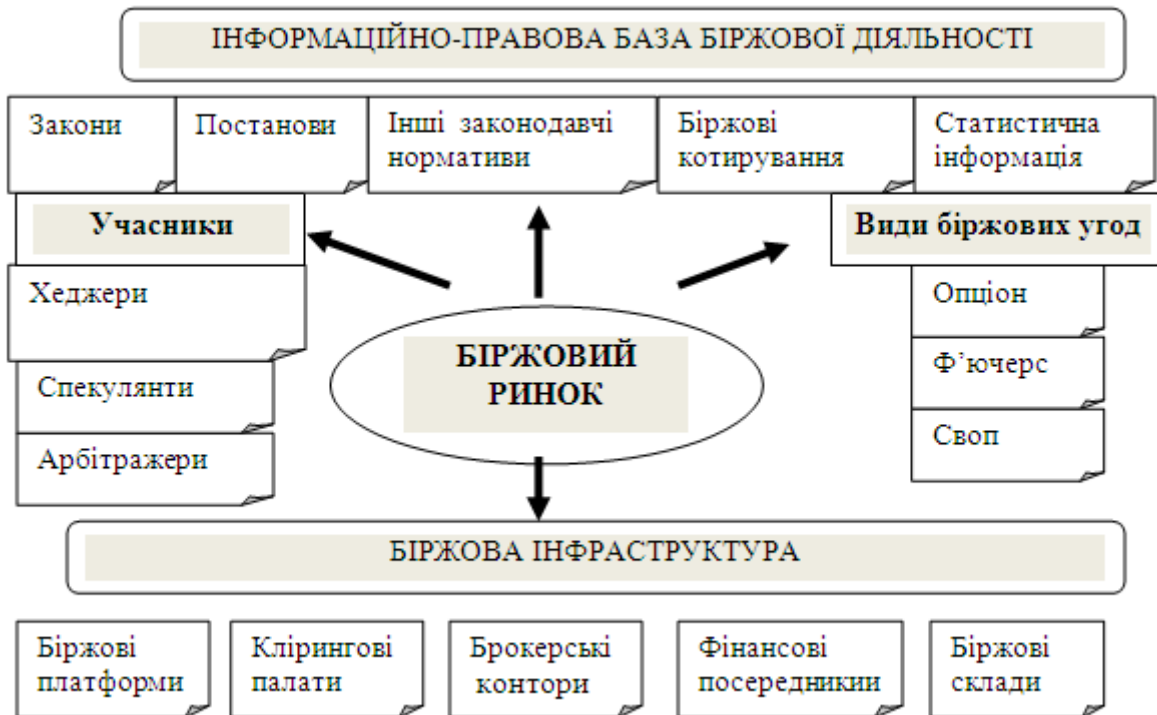 ІНФОРМАЦІЙНО-ПРАВОВА БАЗА БІРЖОВОЇ ДІЯЛЬНОСТІ
Закони
Постанови
Інші законодавчі
нормативи
Біржові
котирування
Статистична
інформація
Учасники
Види біржових угод
Хеджери
Спекулянти
Арбітражери
БІРЖОВИЙ
РИНОК
Опціон
Ф’ючерс
Своп
БІРЖОВА ІНФРАСТРУКТУРА
Біржові
платформи
Клірингові
палати
Брокерські
контори
Фінансові
посередникии
Біржові
склади